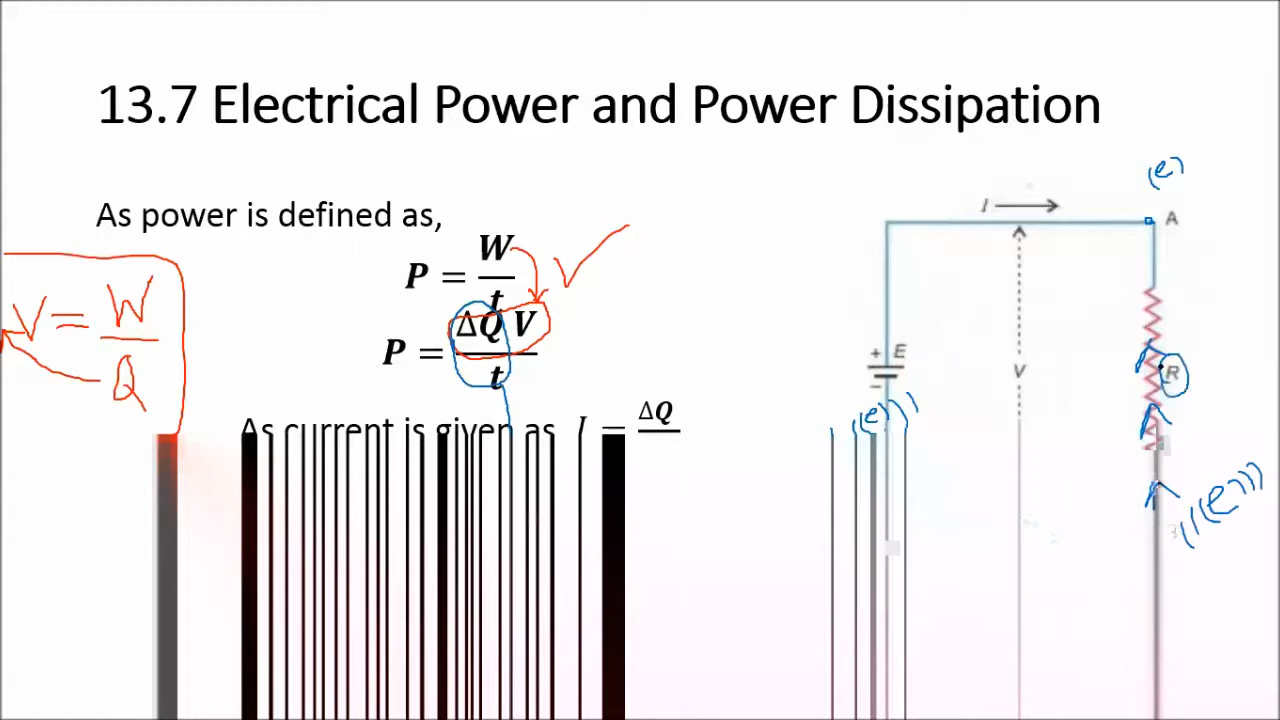 13.7 Electrical Power and Power Dissipation
As power is defined as,
P = W/t
P = ΔQ V/t
V = W/Q
As current is given as I = ΔQ
I
A
+ E
−
V
R
(e)
((e)))
(((e)))